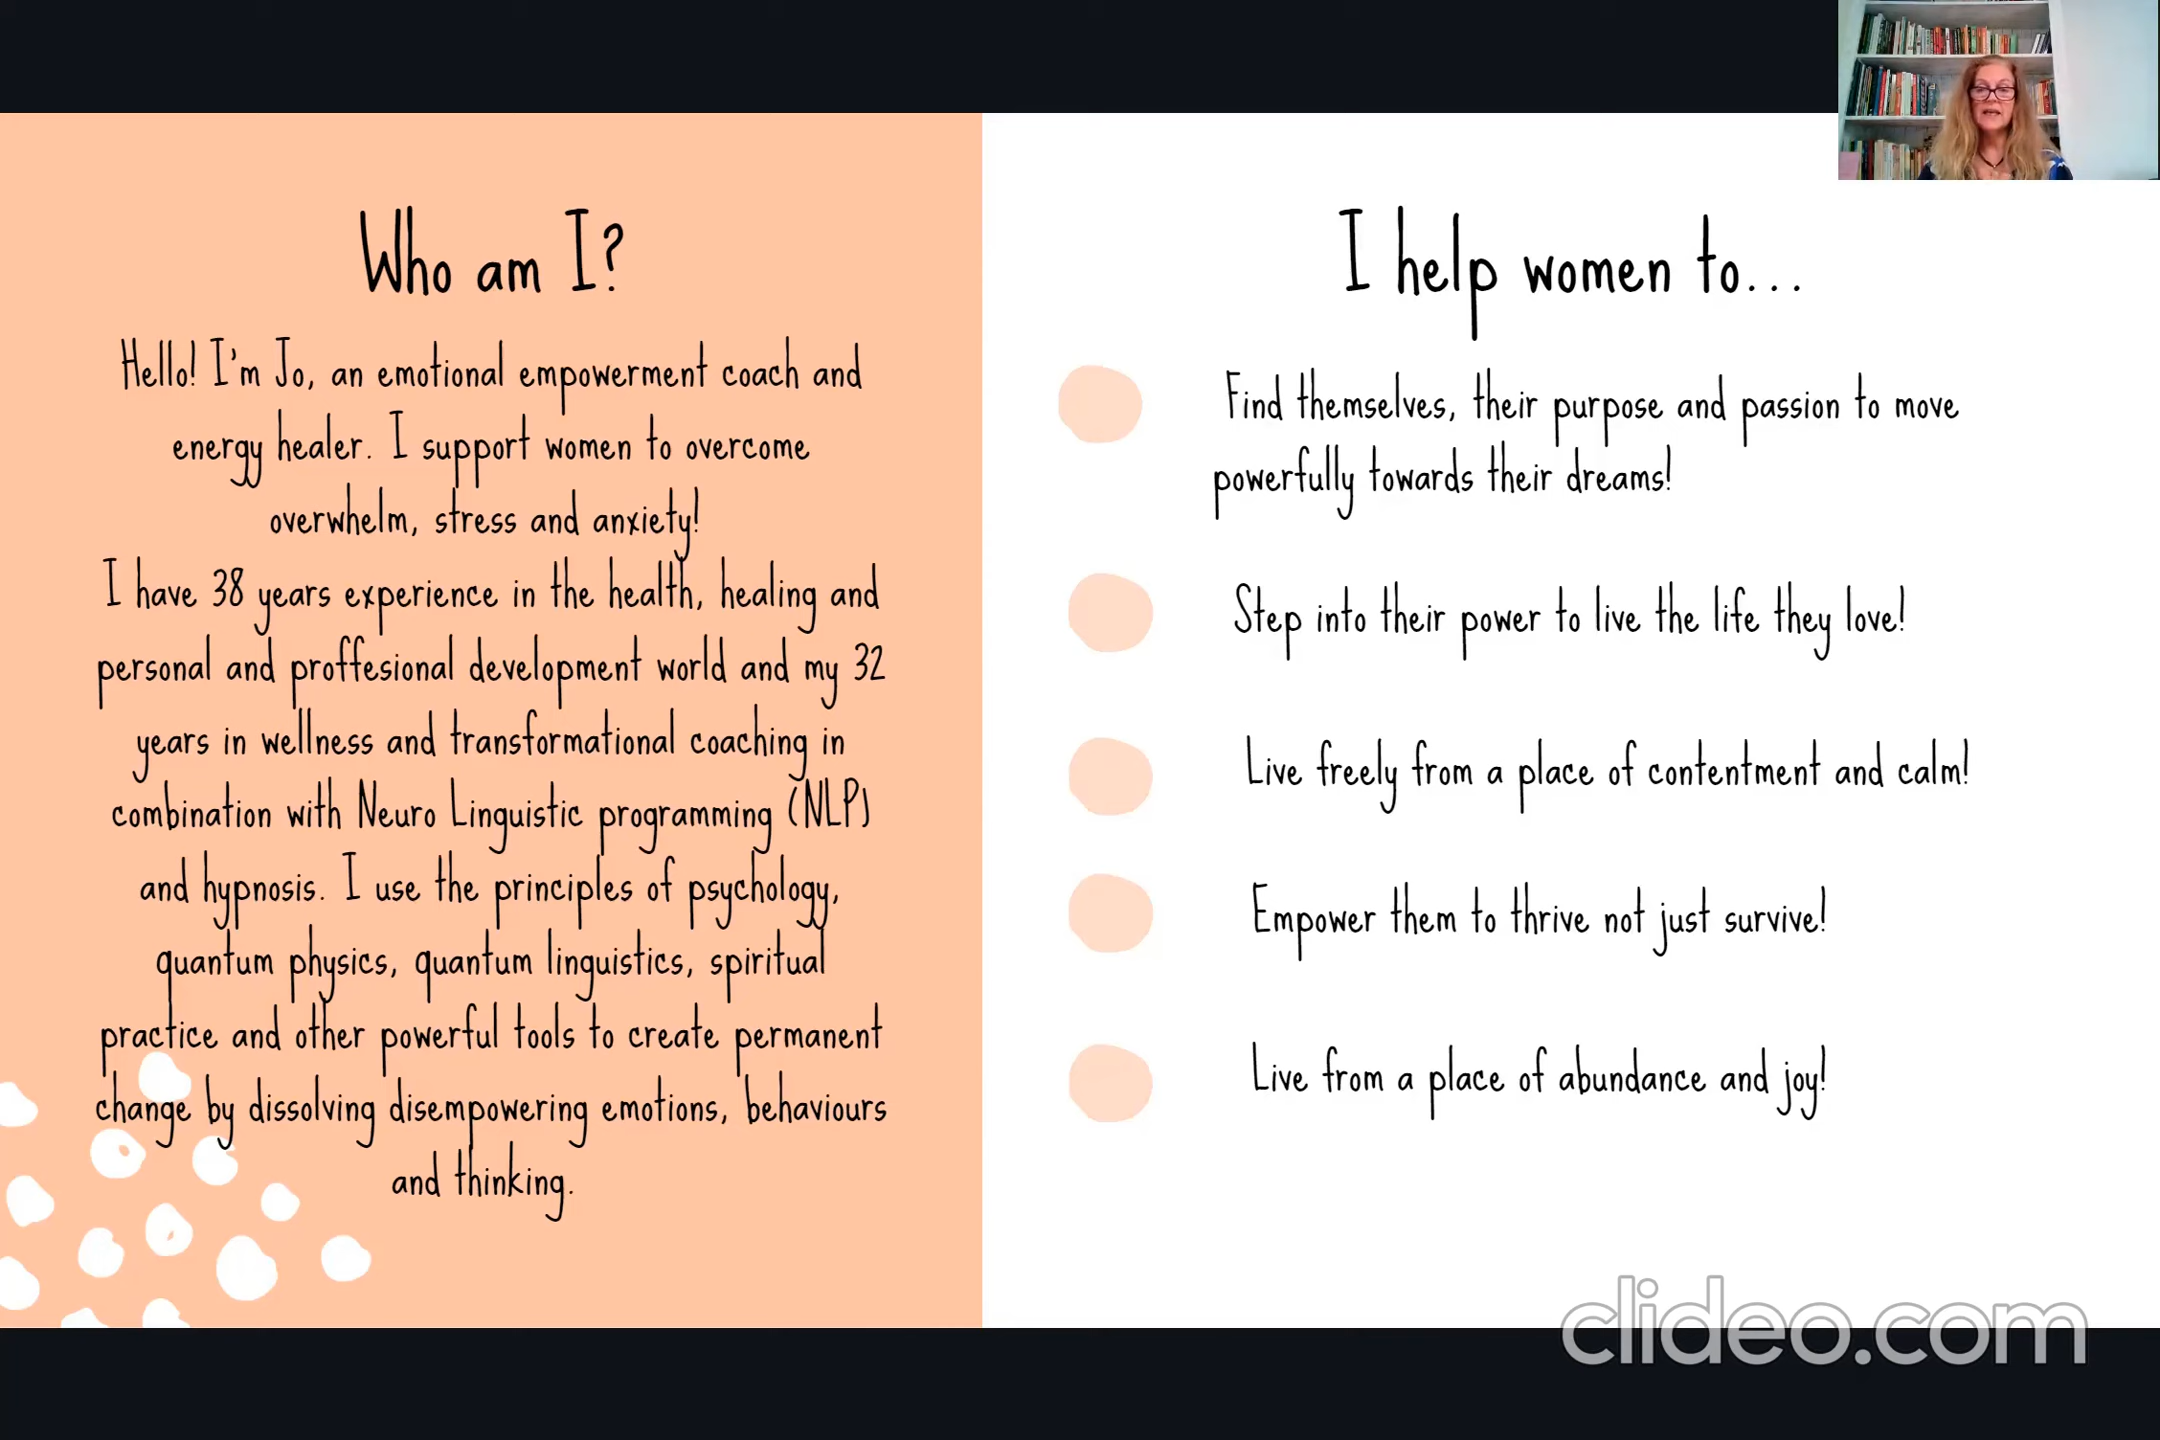 Who am I?
Hello! I'm Jo, an emotional empowerment coach and
energy healer. I support women to overcome
overwhelm, stress and anxiety!
I have 38 years experience in the health, healing and
personal and proffesional development world and my 32
years in wellness and transformational coaching in
combination with Neuro Linguistic programming (NLP)
and hypnosis. I use the principles of psychology,
quantum physics, quantum linguistics, spiritual
practice and other powerful tools to create permanent
change by dissolving disempowering emotions, behaviours
and thinking.
I help women to...
Find themselves, their purpose and passion to move
powerfully towards their dreams!
Step into their power to live the life they love!
Live freely from a place of contentment and calm!
Empower them to thrive not just survive!
Live from a place of abundance and joy!
clideo.com